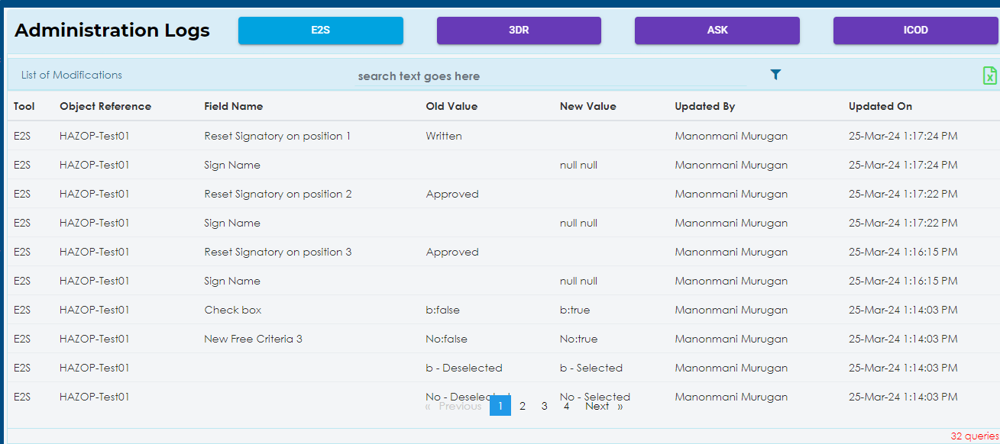 Administration Logs E2S 3DR ASK ICOD
List of Modifications search text goes here
Tool Object Reference Field Name Old Value New Value Updated By Updated On
E2S HAZOP-Test01 Reset Signatory on position 1 Written Manonmani Murugan 25-Mar-24 1:17:24 PM
E2S HAZOP-Test01 Sign Name null null Manonmani Murugan 25-Mar-24 1:17:24 PM
E2S HAZOP-Test01 Reset Signatory on position 2 Approved Manonmani Murugan 25-Mar-24 1:17:22 PM
E2S HAZOP-Test01 Sign Name null null Manonmani Murugan 25-Mar-24 1:17:22 PM
E2S HAZOP-Test01 Reset Signatory on position 3 Approved Manonmani Murugan 25-Mar-24 1:16:15 PM
E2S HAZOP-Test01 Sign Name null null Manonmani Murugan 25-Mar-24 1:16:15 PM
E2S HAZOP-Test01 Check box b:false b:true Manonmani Murugan 25-Mar-24 1:14:03 PM
E2S HAZOP-Test01 New Free Criteria 3 No:false No:true Manonmani Murugan 25-Mar-24 1:14:03 PM
E2S HAZOP-Test01 b - Deselected b - Selected Manonmani Murugan 25-Mar-24 1:14:03 PM
E2S HAZOP-Test01 No - Deselected No - Selected Manonmani Murugan 25-Mar-24 1:14:03 PM
« Previous 1 2 3 4 Next »
32 queries